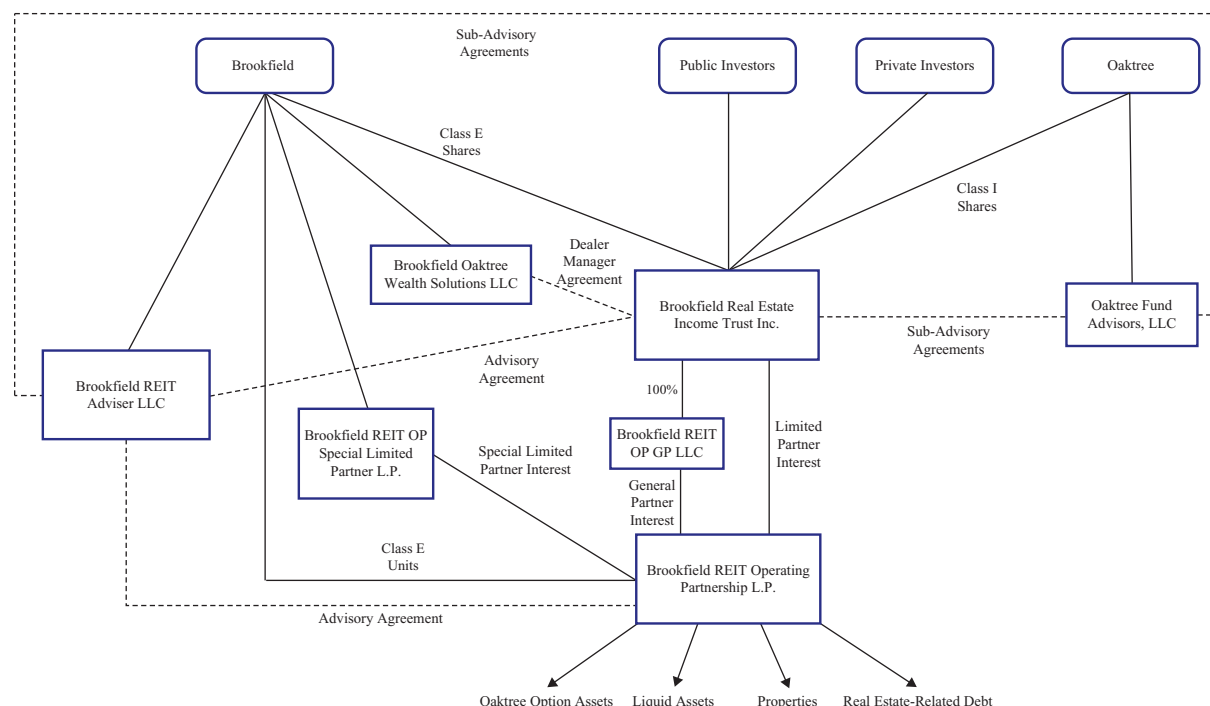 Sub-Advisory
Agreements
Brookfield
Public Investors
Private Investors
Oaktree
Class E
Shares
Class I
Shares
Brookfield Oaktree
Wealth Solutions LLC
Dealer
Manager
Agreement
Brookfield Real Estate
Income Trust Inc.
Oaktree Fund
Advisors, LLC
Sub-Advisory
Agreements
Brookfield REIT
Adviser LLC
Advisory
Agreement
100%
Brookfield REIT OP
Special Limited
Partner L.P.
Special Limited
Partner Interest
Brookfield REIT
OP GP LLC
Limited
Partner
Interest
General
Partner
Interest
Class E
Units
Brookfield REIT Operating
Partnership L.P.
Advisory Agreement
Oaktree Option Assets
Liquid Assets
Properties
Real Estate-Related Debt